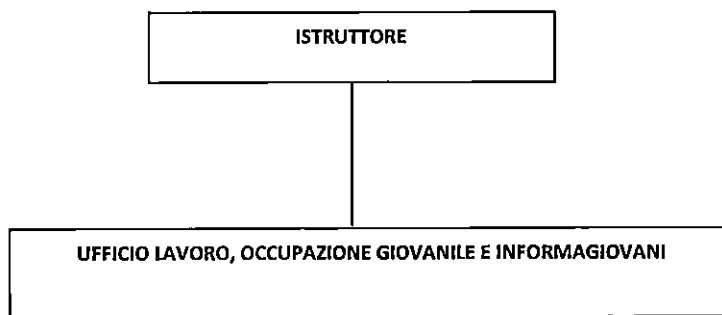 ISTRUTTORE
UFFICIO LAVORO, OCCUPAZIONE GIOVANILE E INFORMAGIOVANI